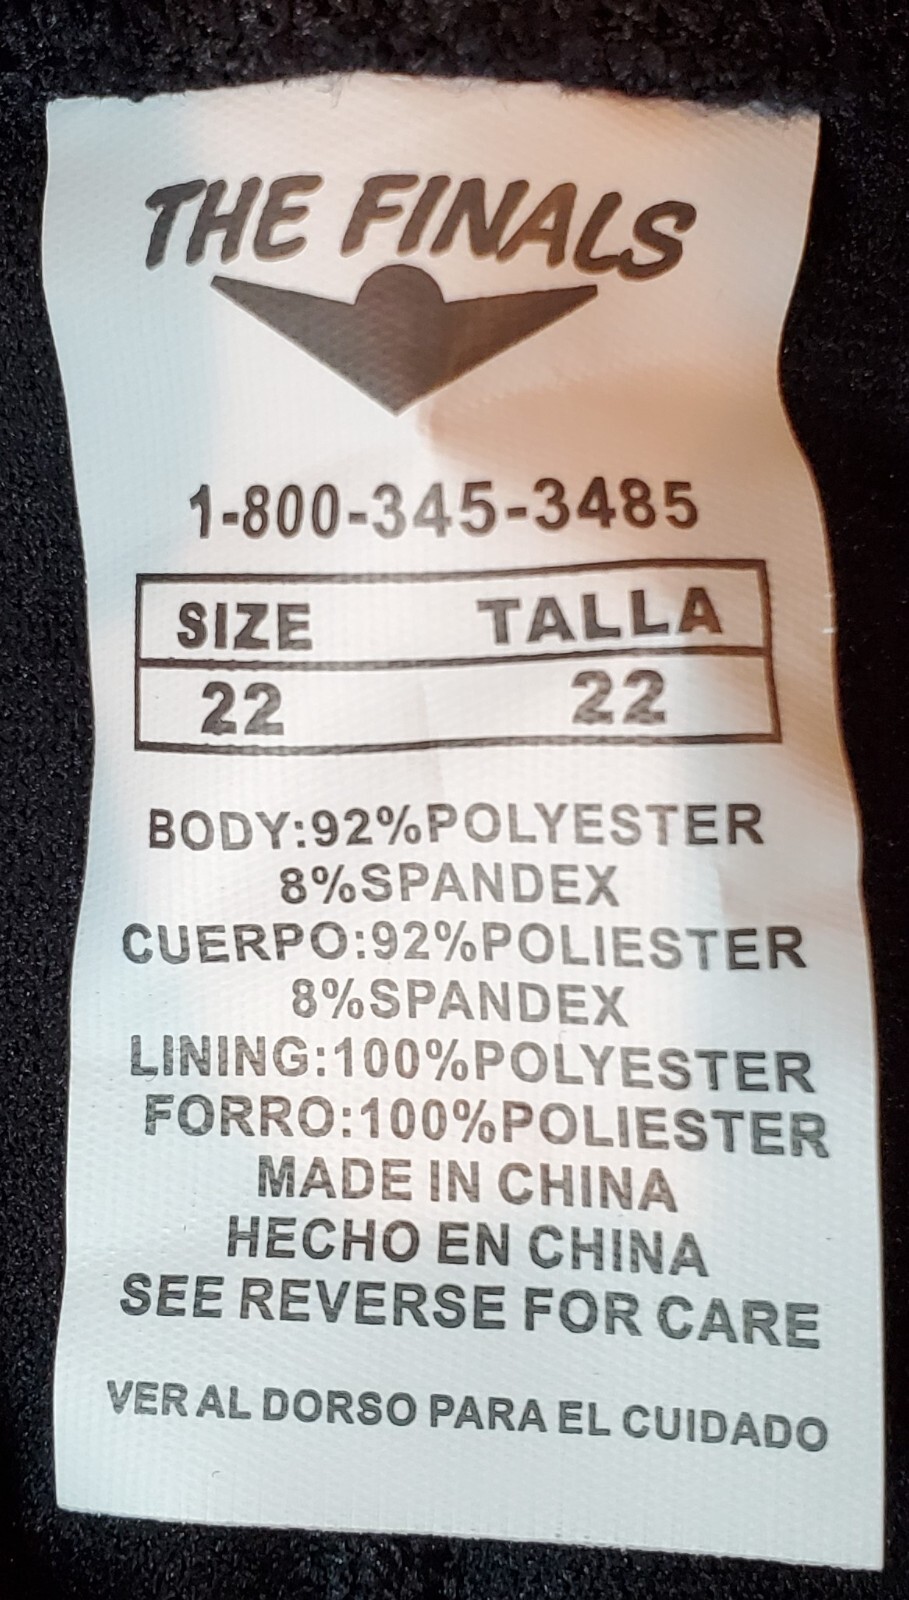 THE FINALS
1-800-345-3485
SIZE TALLA
22 22
BODY:92%POLYESTER
8%SPANDEX
CUERPO:92%POLIESTER
8%SPANDEX
LINING:100%POLYESTER
FORRO:100%POLIESTER
MADE IN CHINA
HECHO EN CHINA
SEE REVERSE FOR CARE
VER AL DORSO PARA EL CUIDADO